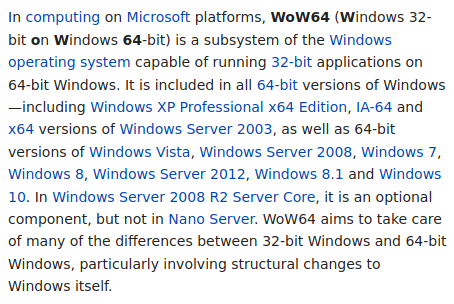 In computing on Microsoft platforms, WoW64 (Windows 32-
bit on Windows 64-bit) is a subsystem of the Windows
operating system capable of running 32-bit applications on
64-bit Windows. It is included in all 64-bit versions of Windows
—including Windows XP Professional x64 Edition, IA-64 and
x64 versions of Windows Server 2003, as well as 64-bit
versions of Windows Vista, Windows Server 2008, Windows 7,
Windows 8, Windows Server 2012, Windows 8.1 and Windows
10. In Windows Server 2008 R2 Server Core, it is an optional
component, but not in Nano Server. WoW64 aims to take care
of many of the differences between 32-bit Windows and 64-bit
Windows, particularly involving structural changes to
Windows itself.